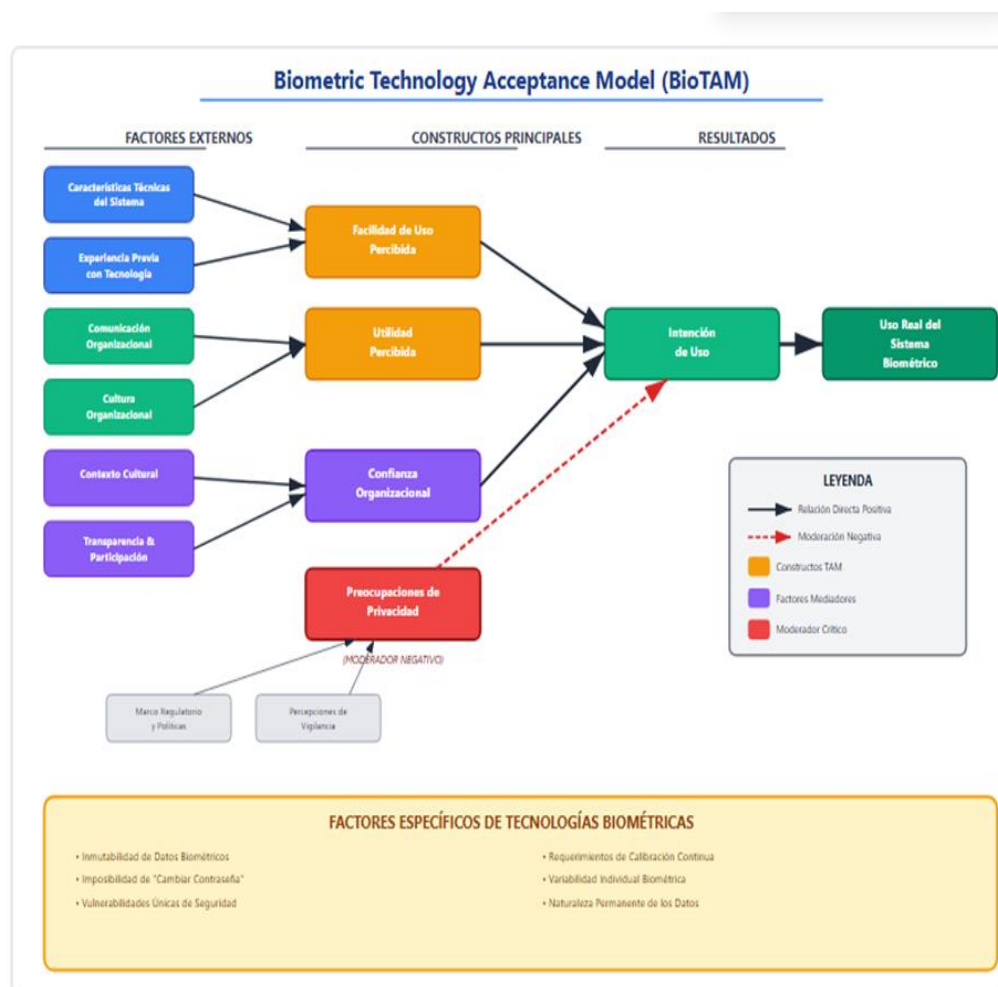 Biometric Technology Acceptance Model (BioTAM)
FACTORES EXTERNOS
CONSTRUCTOS PRINCIPALES
RESULTADOS
Características Técnicas
del Sistema
Experiencia Previa
con Tecnología
Comunicación
Organizacional
Cultura
Organizacional
Contexto Cultural
Transparencia &
Participación
Facilidad de Uso
Percibida
Utilidad
Percibida
Confianza
Organizacional
Preocupaciones de
Privacidad
(MODERADOR NEGATIVO)
Marco Regulatorio
y Políticas
Percepciones de
Vigilancia
Intención
de Uso
Uso Real del
Sistema
Biométrico
LEYENDA
Relación Directa Positiva
Moderación Negativa
Constructos TAM
Factores Mediadores
Moderador Crítico
FACTORES ESPECÍFICOS DE TECNOLOGÍAS BIOMÉTRICAS
• Inmutabilidad de Datos Biométricos
• Imposibilidad de "Cambiar Contraseña"
• Vulnerabilidades Únicas de Seguridad
• Requerimientos de Calibración Continua
• Variabilidad Individual Biométrica
• Naturaleza Permanente de los Datos